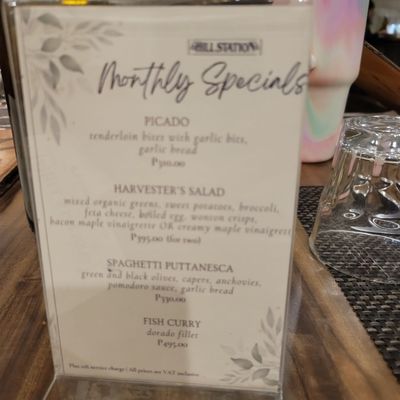 HILL STATION
Monthly Specials
PICADO
tenderloin bites with garlic bits,
garlic bread
₱510.00
HARVESTER'S SALAD
mixed organic greens, sweet potatoes, broccoli,
feta cheese, boiled egg, wonton crisps,
bacon maple vinaigrette OR creamy maple vinaigrette
₱395.00 (for two)
SPAGHETTI PUTTANESCA
green and black olives, capers, anchovies,
pomodoro sauce, garlic bread
₱330.00
FISH CURRY
dorado fillet
₱495.00
Plus 10% service charge | All prices are VAT inclusive